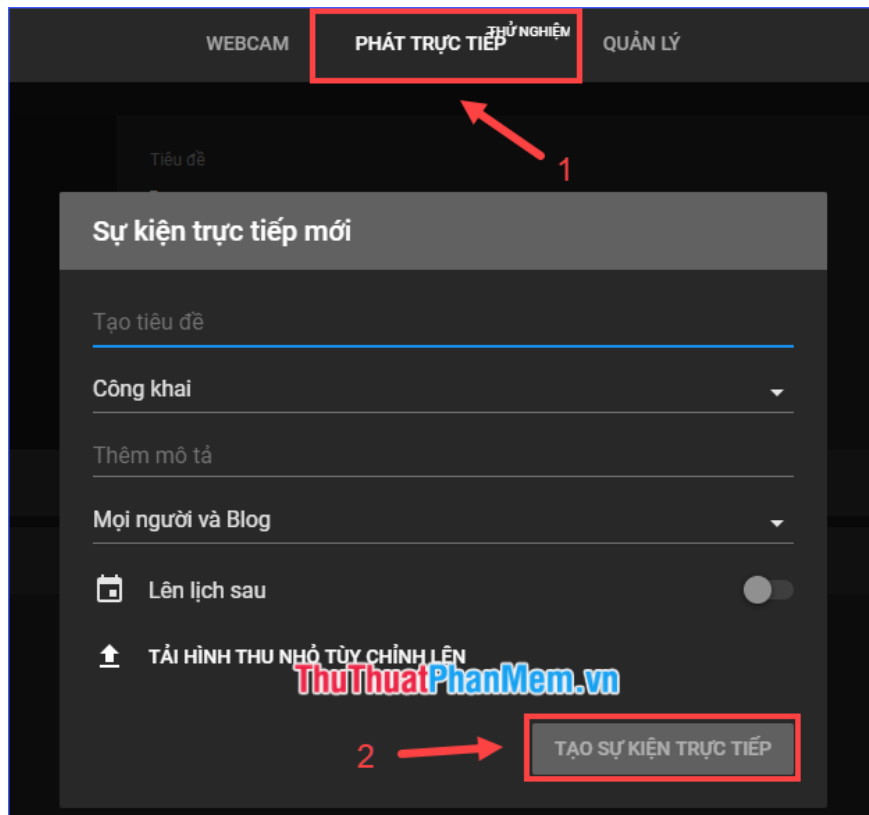 WEBCAM PHÁT TRỰC TIẾP THỬ NGHIỆM QUẢN LÝ
1
Tiêu đề
Sự kiện trực tiếp mới
Tạo tiêu đề
Công khai
Thêm mô tả
Mọi người và Blog
Lên lịch sau
TẢI HÌNH THU NHỎ TÙY CHỈNH LÊN
ThuThuatPhanMem.vn
2 TẠO SỰ KIỆN TRỰC TIẾP